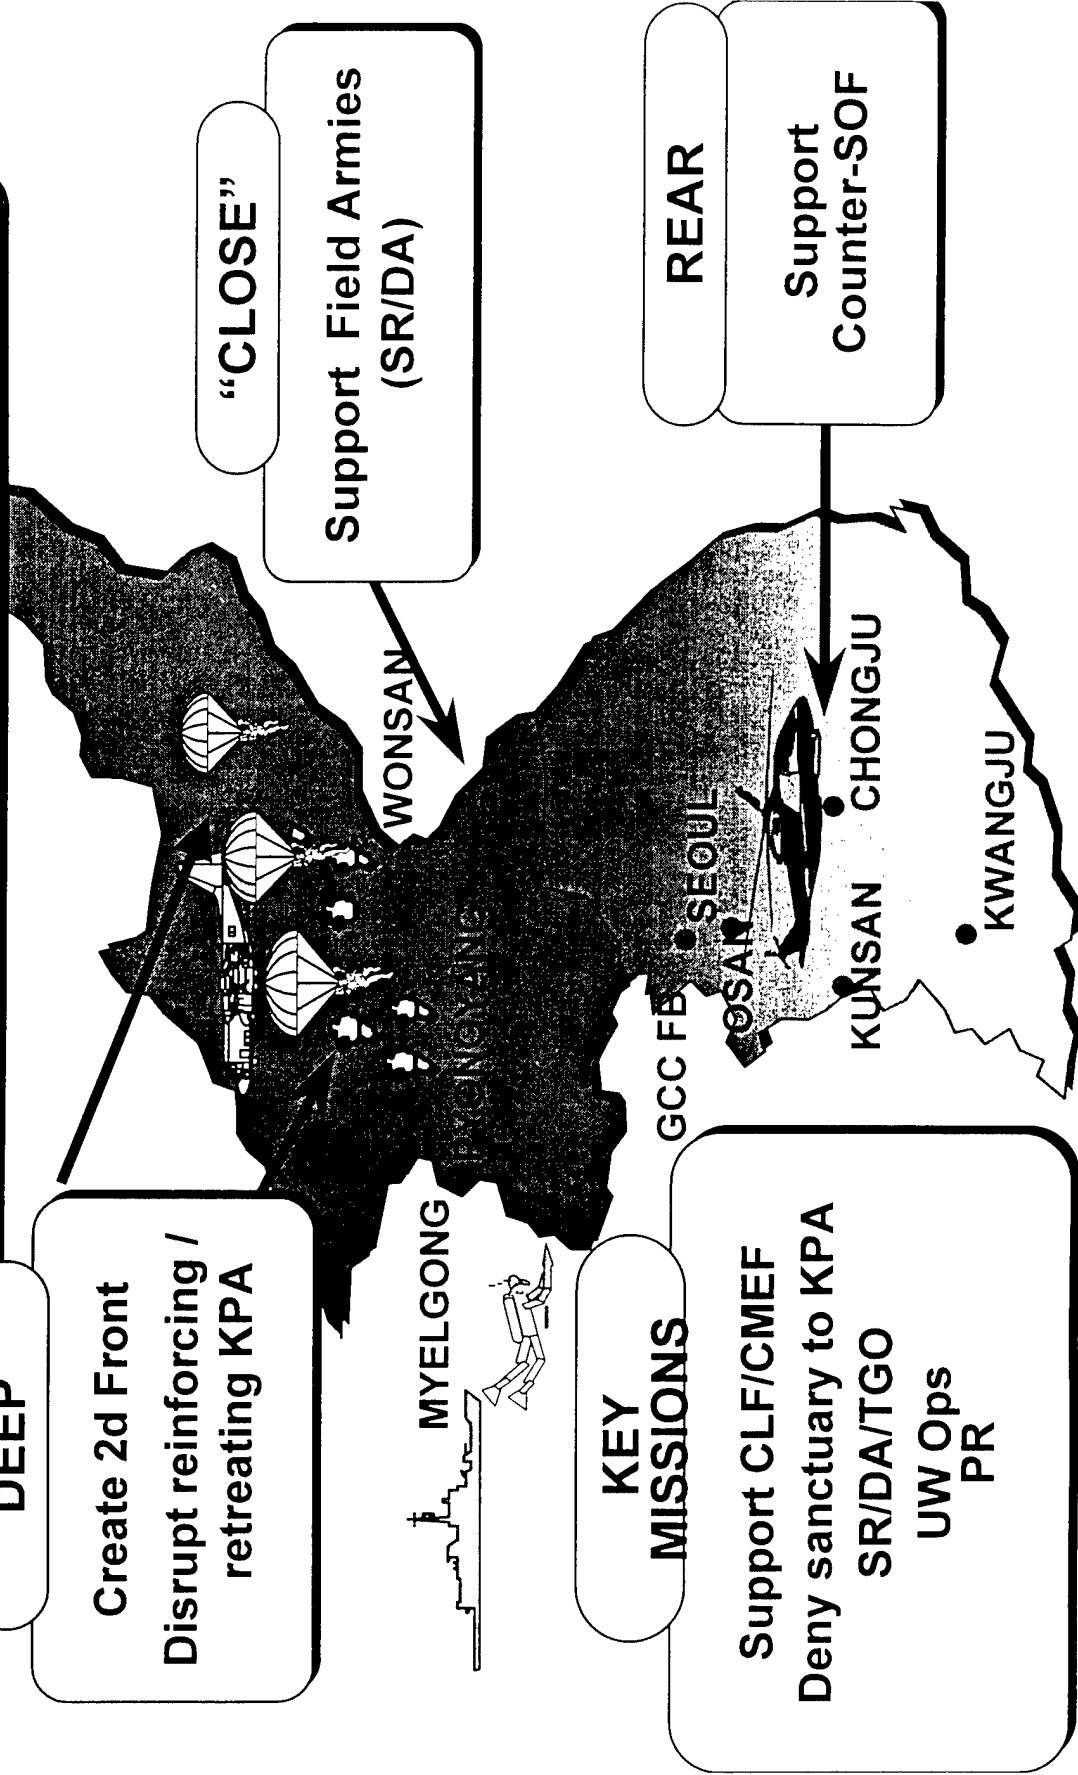 DEEP
Create 2d Front
Disrupt reinforcing /
retreating KPA
“CLOSE”
Support Field Armies
(SR/DA)
WONSAN
PYONGYANG
MYELGONG
GCC FB
SEOUL
OSAN
CHONGJU
KUNSAN
KWANGJU
REAR
Support
Counter-SOF
KEY
MISSIONS
Support CLF/CMEF
Deny sanctuary to KPA
SR/DA/TGO
UW Ops
PR